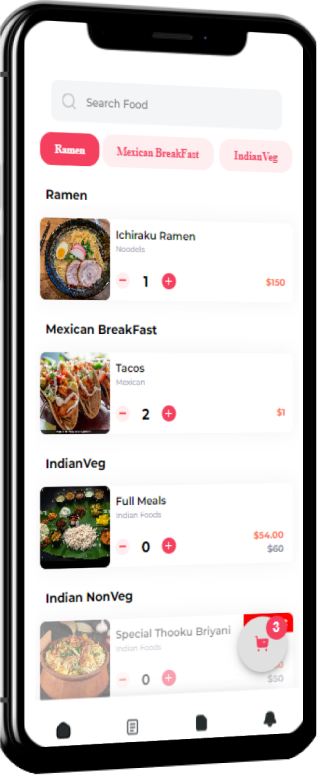 Search Food
Ramen
Mexican BreakFast
IndianVeg
Ramen
Ichiraku Ramen
Noodels
1
$150
Mexican BreakFast
Tacos
Mexican
2
$1
IndianVeg
Full Meals
Indian Foods
0
$54.00
$60
Indian NonVeg
Special Thooku Briyani
3
Indian Foods
0
$50